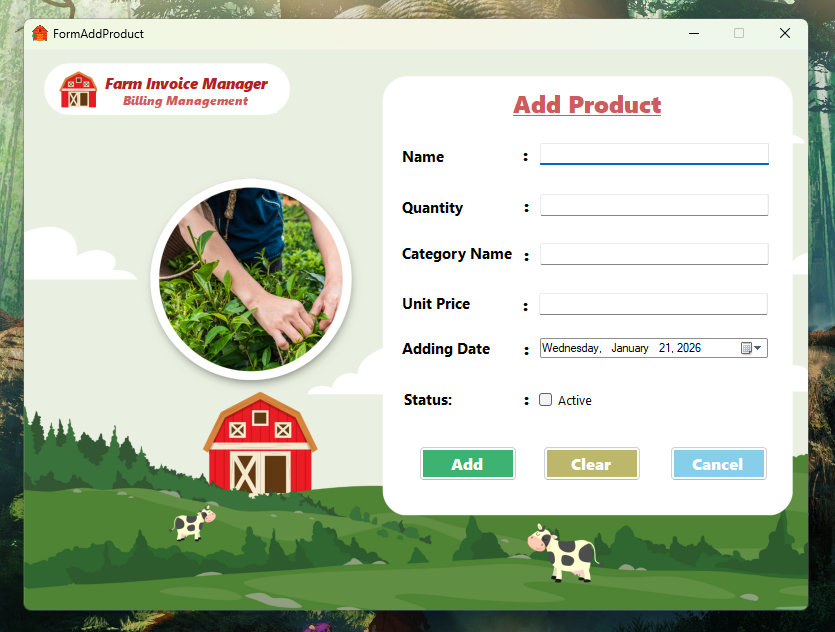 FormAddProduct
Farm Invoice Manager
Billing Management
Add Product
Name :
Quantity :
Category Name :
Unit Price :
Adding Date : Wednesday, January 21, 2026
Status: : Active
Add Clear Cancel